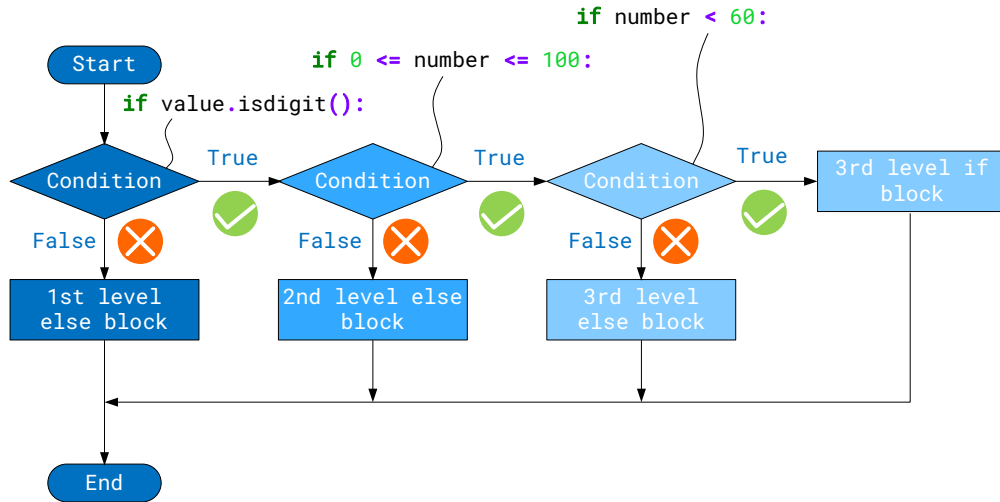 if number < 60:
if 0 <= number <= 100:
Start
if value.isdigit():
True
True
True
Condition
Condition
Condition
3rd level if
block
False
False
False
1st level
else block
2nd level else
block
3rd level
else block
End